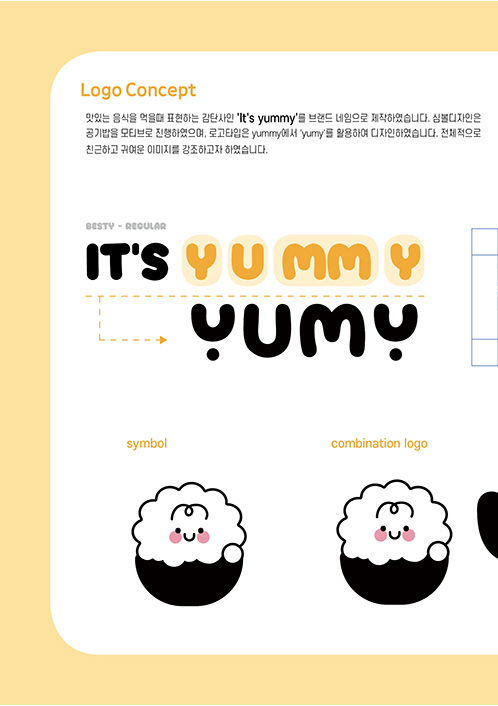 Logo Concept
맛있는 음식을 먹을때 표현하는 감탄사인 'It's yummy'를 브랜드 네임으로 제작하였습니다. 심볼디자인은
공기밥을 모티브로 진행하였으며, 로고타입은 yummy에서 'yumy'를 활용하여 디자인하였습니다. 전체적으로
친근하고 귀여운 이미지를 강조하고자 하였습니다.
BESTY - REGULAR
IT'S YUMMY
YUMY
symbol
combination logo